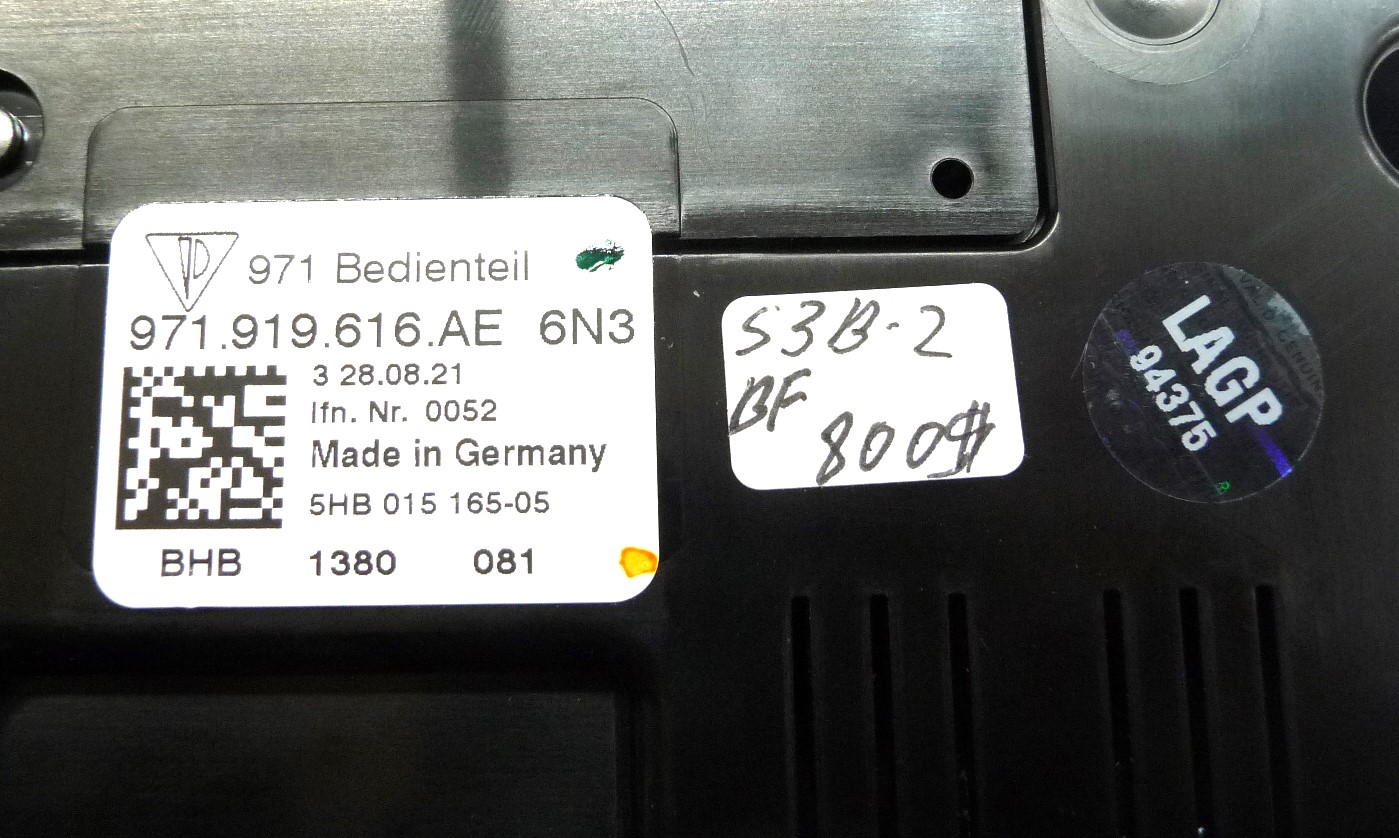 971 Bedienteil
971.919.616.AE 6N3
3 28.08.21
lfn. Nr. 0052
Made in Germany
5HB 015 165-05
BHB 1380 081
S3B-2
BF
800$
LAGP
94375